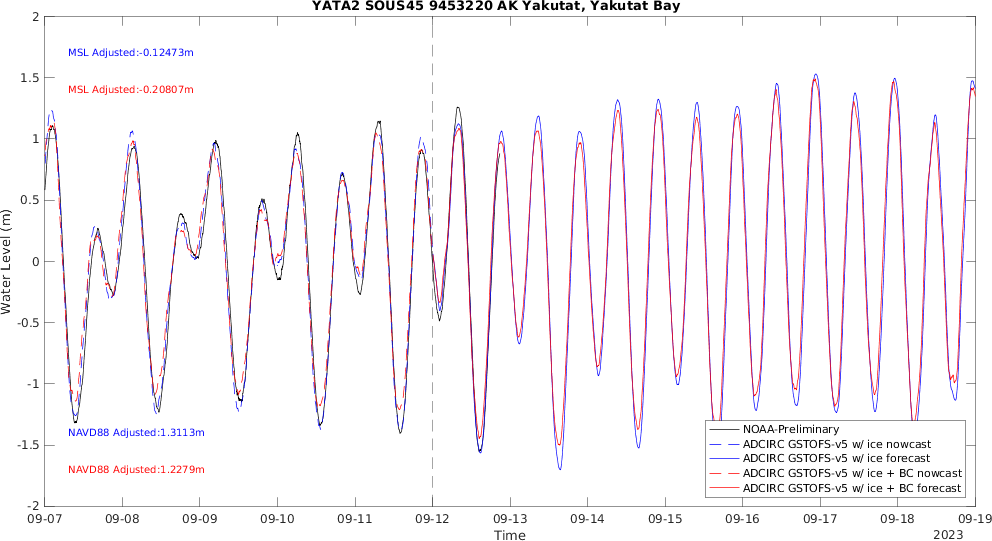 YATA2 SOUS45 9453220 AK Yakutat, Yakutat Bay
Water Level (m)
2
1.5
1
0.5
0
-0.5
-1
-1.5
-2
MSL Adjusted:-0.12473m
MSL Adjusted:-0.20807m
NAVD88 Adjusted:1.3113m
NAVD88 Adjusted:1.2279m
NOAA-Preliminary
ADCIRC GSTOFS-v5 w/ ice nowcast
ADCIRC GSTOFS-v5 w/ ice forecast
ADCIRC GSTOFS-v5 w/ ice + BC nowcast
ADCIRC GSTOFS-v5 w/ ice + BC forecast
09-07 09-08 09-09 09-10 09-11 09-12 09-13 09-14 09-15 09-16 09-17 09-18 09-19
Time
2023